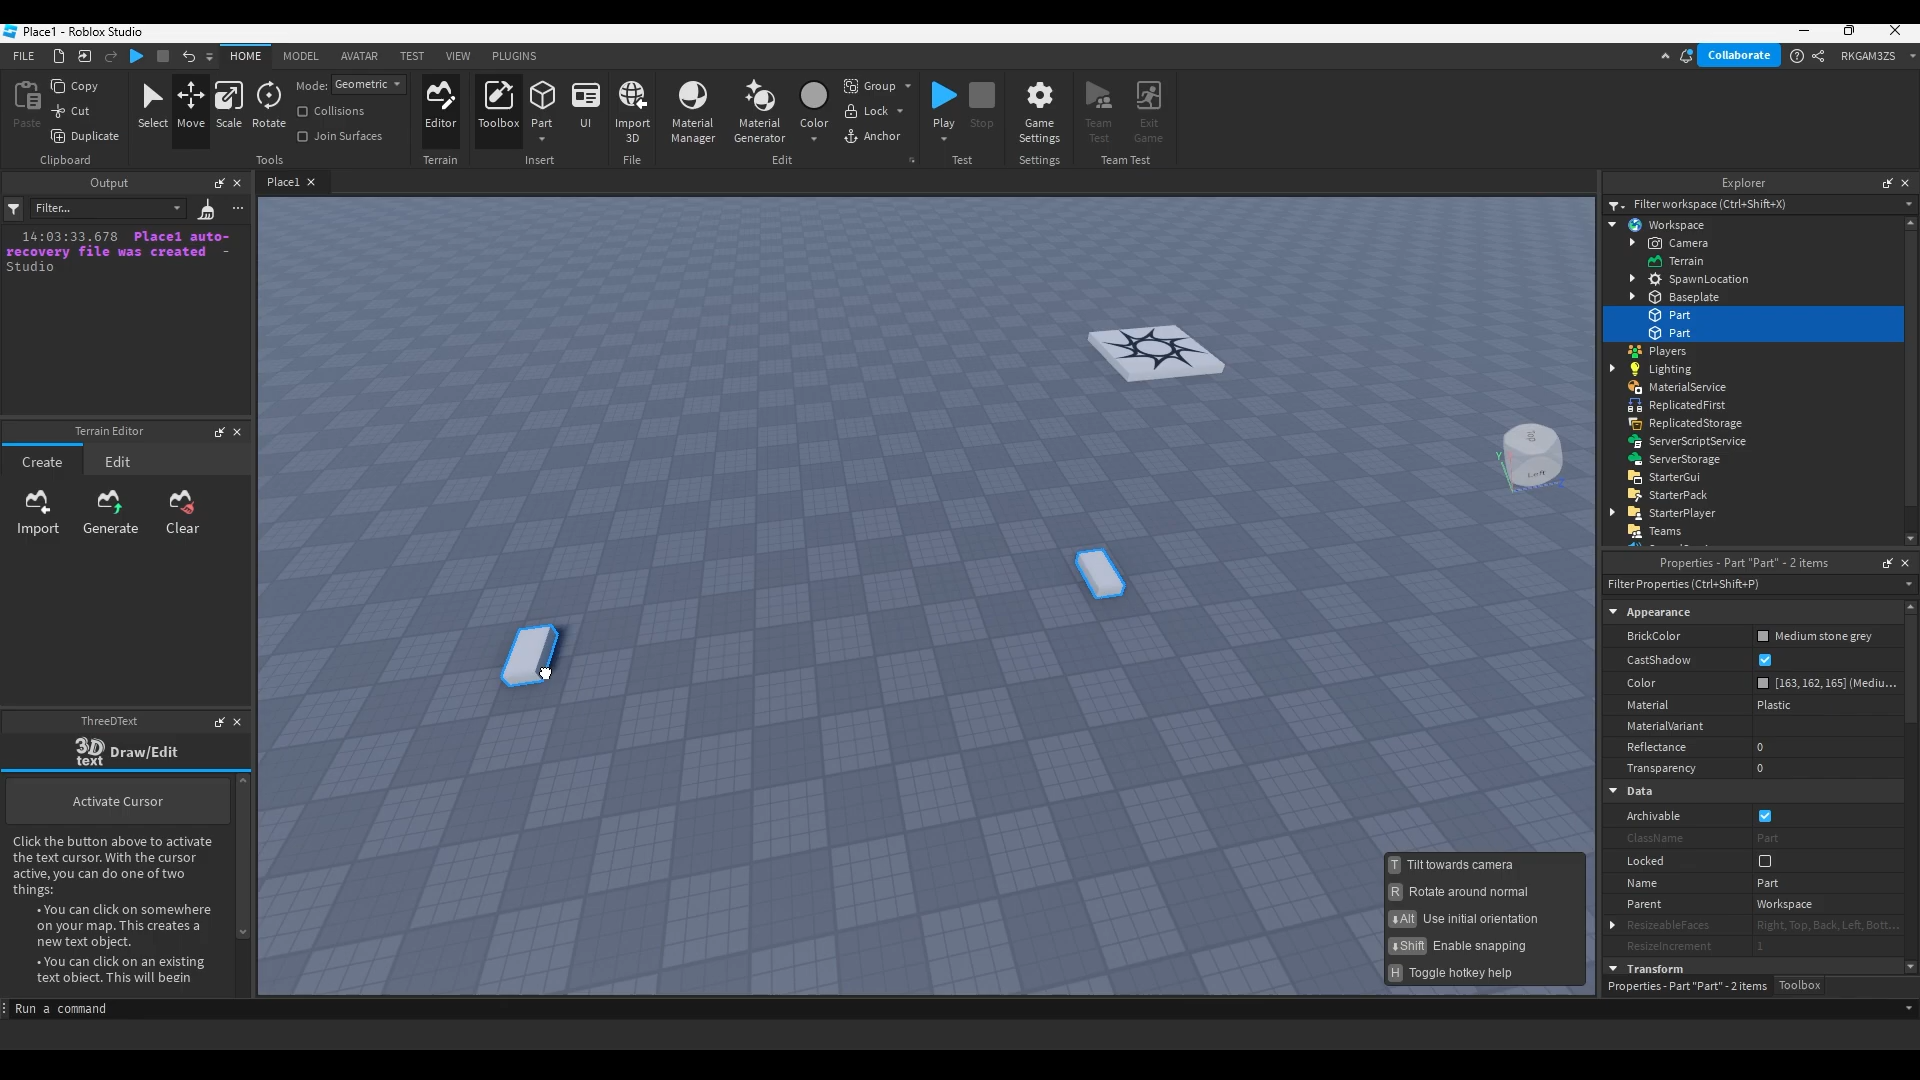 Place1 - Roblox Studio
FILE HOME MODEL AVATAR TEST VIEW PLUGINS Collaborate RKGAM3ZS
Paste Copy Cut Duplicate
Clipboard
Select Move Scale Rotate
Mode: Geometric
Collisions
Join Surfaces
Tools
Editor
Terrain
Toolbox Part UI
Insert
Import 3D
File
Material Manager Material Generator Color
Group
Lock
Anchor
Edit
Play Stop
Test
Game Settings
Settings
Team Test Exit Game
Team Test
Output
Filter...
14:03:33.678 Place1 auto-
recovery file was created -
Studio
Terrain Editor
Create Edit
Import Generate Clear
ThreeDText
3D text Draw/Edit
Activate Cursor
Click the button above to activate
the text cursor. With the cursor
active, you can do one of two
things:
• You can click on somewhere
on your map. This creates a
new text object.
• You can click on an existing
text object. This will begin
Place1
Top
Left
Y
T Tilt towards camera
R Rotate around normal
Alt Use initial orientation
Shift Enable snapping
H Toggle hotkey help
Explorer
Filter workspace (Ctrl+Shift+X)
Workspace
Camera
Terrain
SpawnLocation
Baseplate
Part
Part
Players
Lighting
MaterialService
ReplicatedFirst
ReplicatedStorage
ServerScriptService
ServerStorage
StarterGui
StarterPack
StarterPlayer
Teams
Properties - Part "Part" - 2 items
Filter Properties (Ctrl+Shift+P)
Appearance
BrickColor Medium stone grey
CastShadow
Color [163, 162, 165] (Mediu...
Material Plastic
MaterialVariant
Reflectance 0
Transparency 0
Data
Archivable
ClassName Part
Locked
Name Part
Parent Workspace
ResizeableFaces Right, Top, Back, Left, Bott...
ResizeIncrement 1
Transform
Properties - Part "Part" - 2 items Toolbox
Run a command